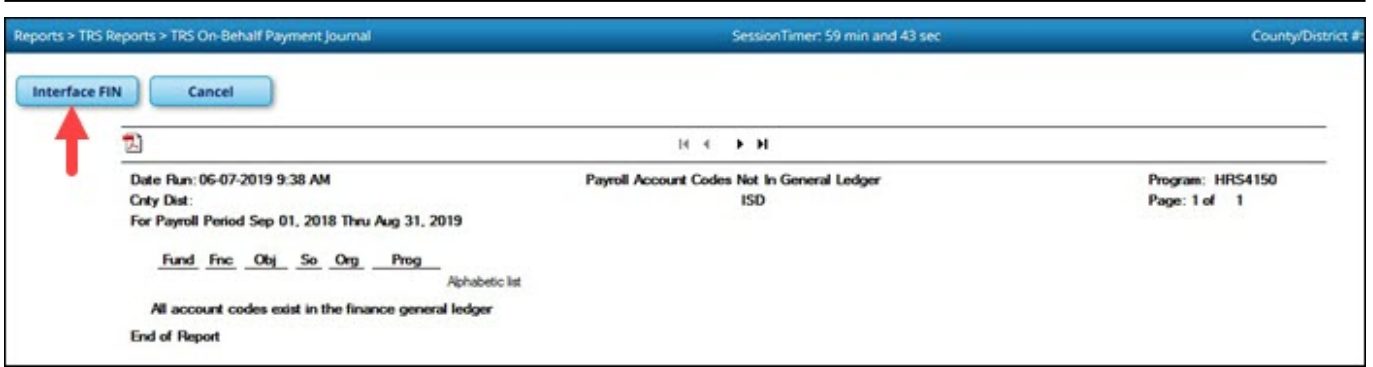 Reports > TRS Reports > TRS On-Behalf Payment Journal SessionTimer: 59 min and 43 sec County/District #:
Interface FIN Cancel
Date Run: 06-07-2019 9:38 AM Payroll Account Codes Not In General Ledger Program: HRS4150
Cnty Dist: ISD Page: 1 of 1
For Payroll Period Sep 01, 2018 Thru Aug 31, 2019
Fund Fnc Obj So Org Prog
Alphabetic list
All account codes exist in the finance general ledger
End of Report